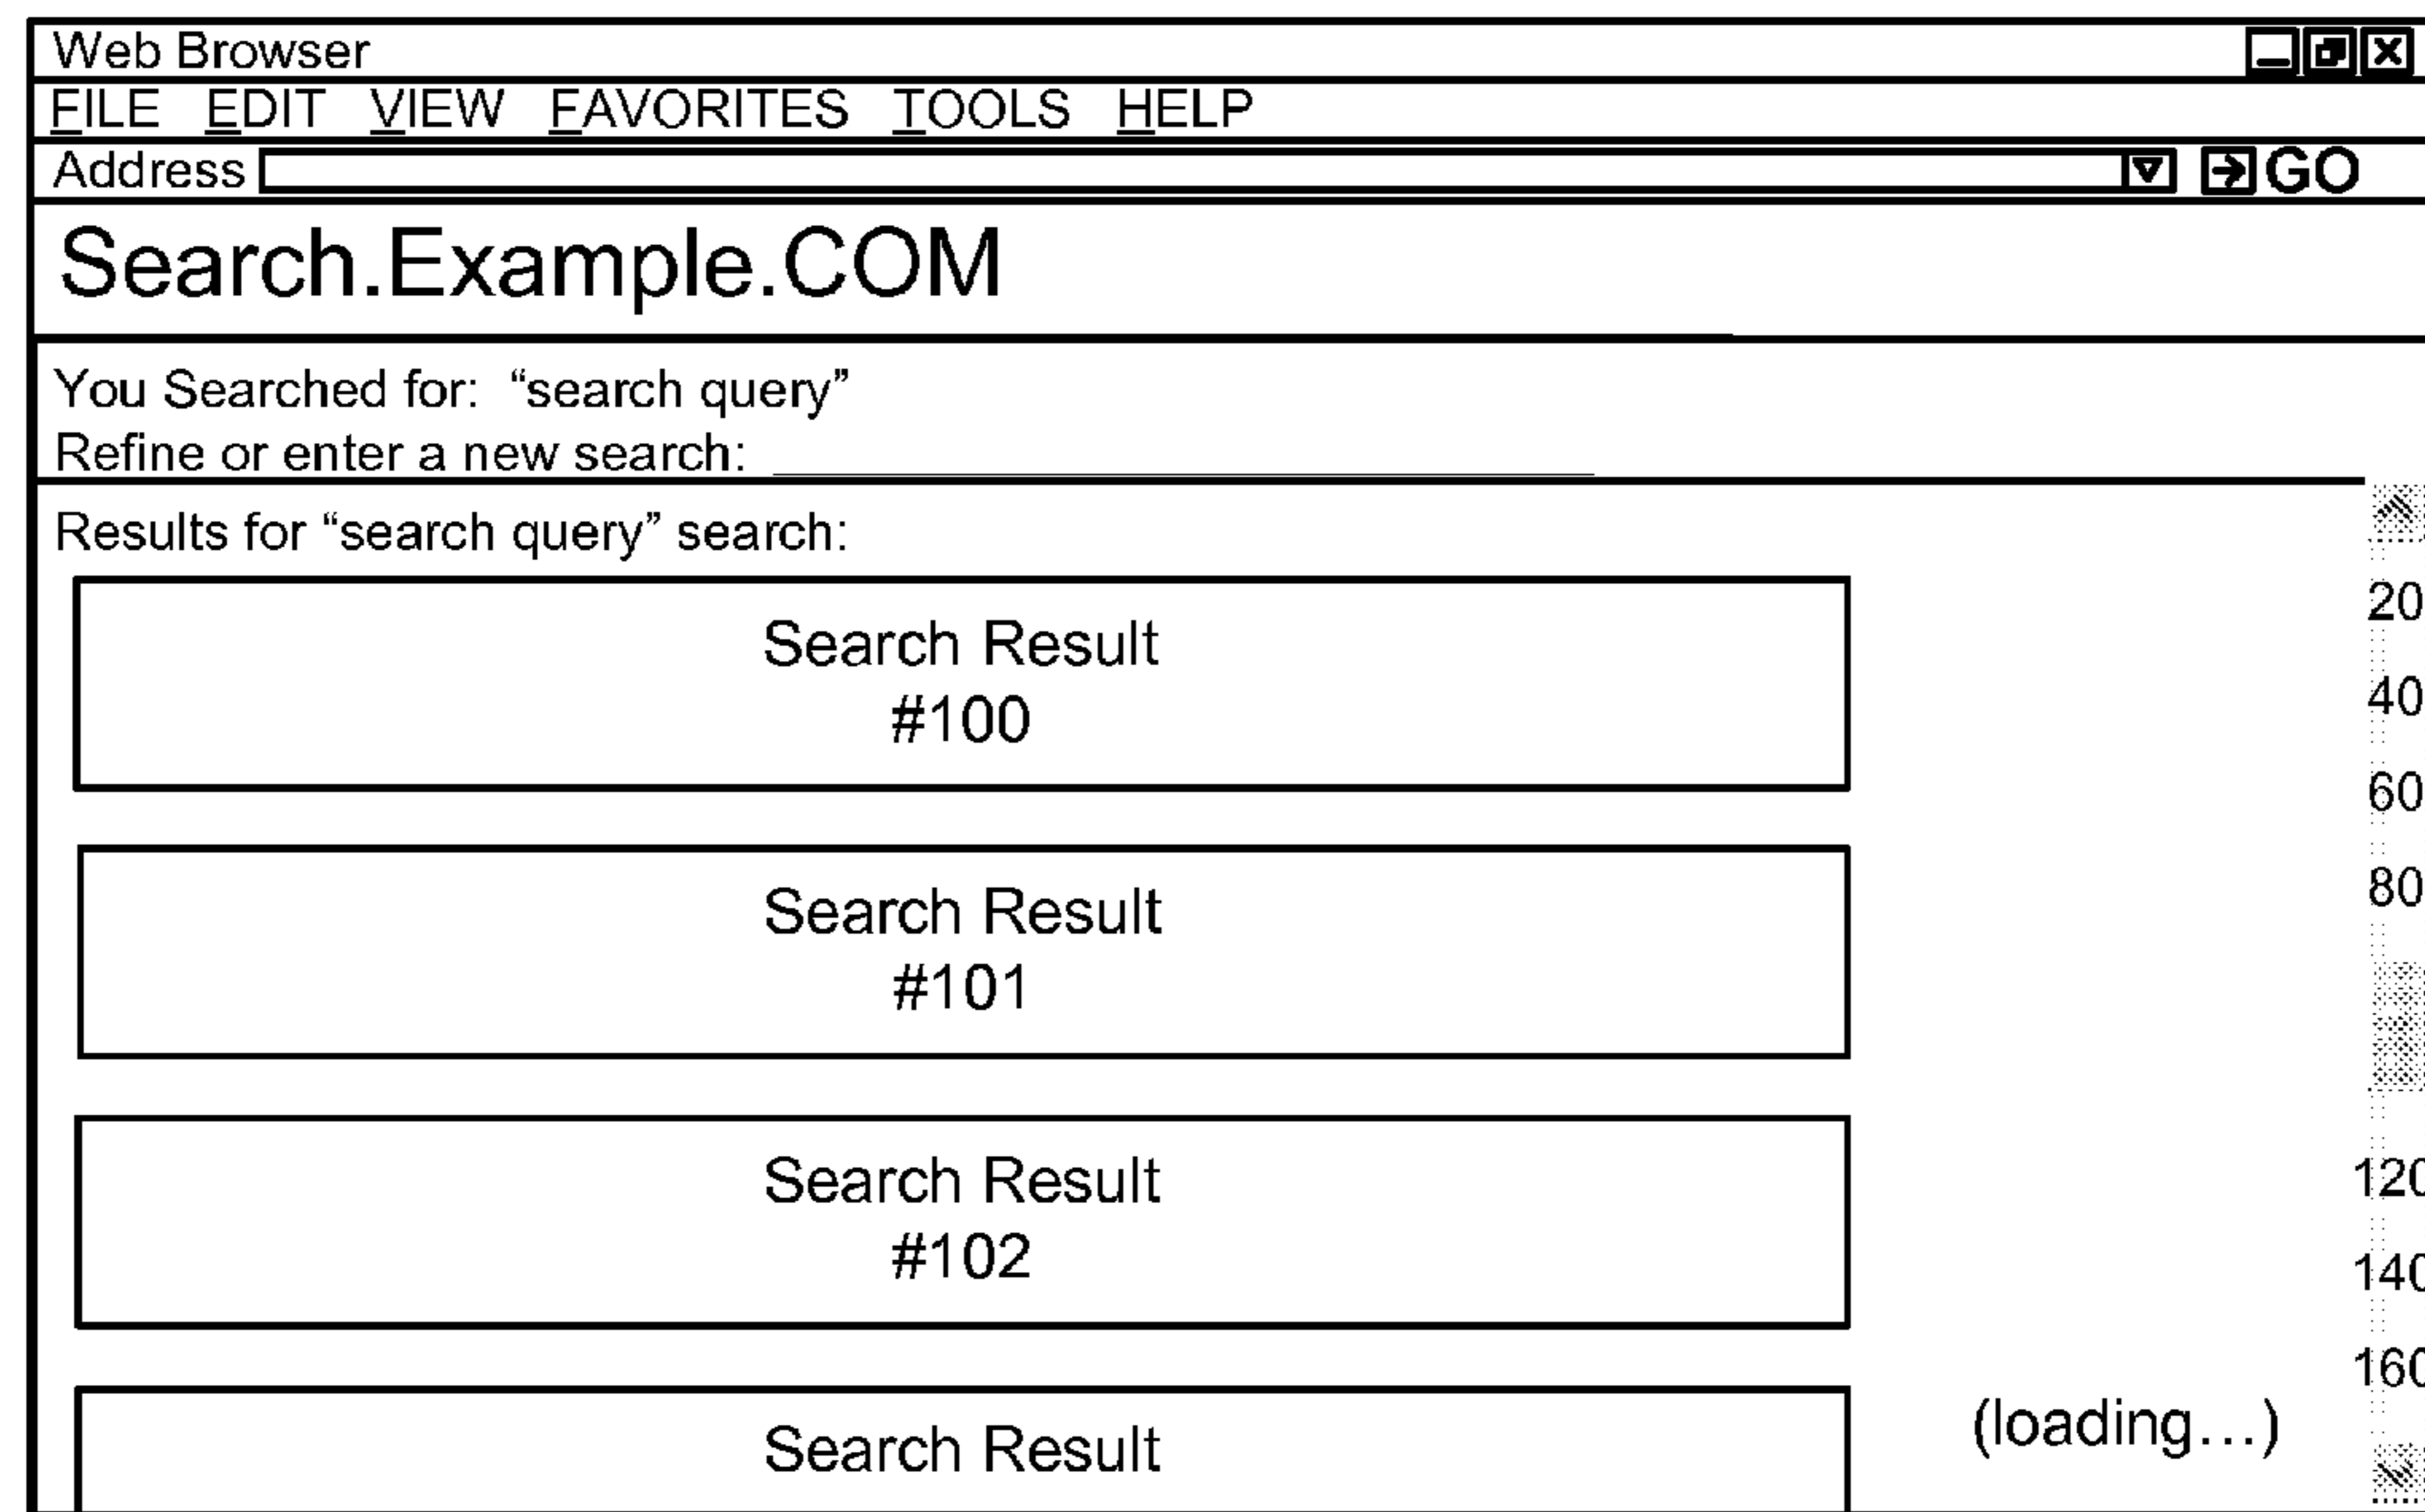 Web Browser
FILE EDIT VIEW FAVORITES TOOLS HELP
Address GO
Search.Example.COM
You Searched for: “search query”
Refine or enter a new search:
Results for “search query” search:
Search Result
#100
Search Result
#101
Search Result
#102
Search Result
(loading...)
20
40
60
80
120
140
160